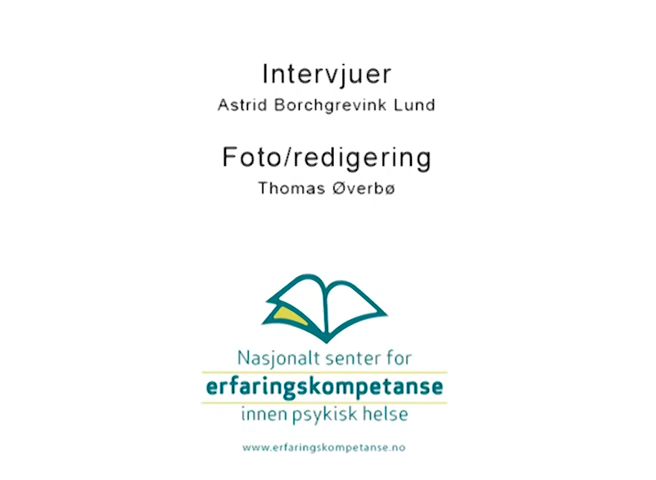 Intervjuer
Astrid Borchgrevink Lund
Foto/redigering
Thomas Øverbø
Nasjonalt senter for
erfaringskompetanse
innen psykisk helse
www.erfaringskompetanse.no